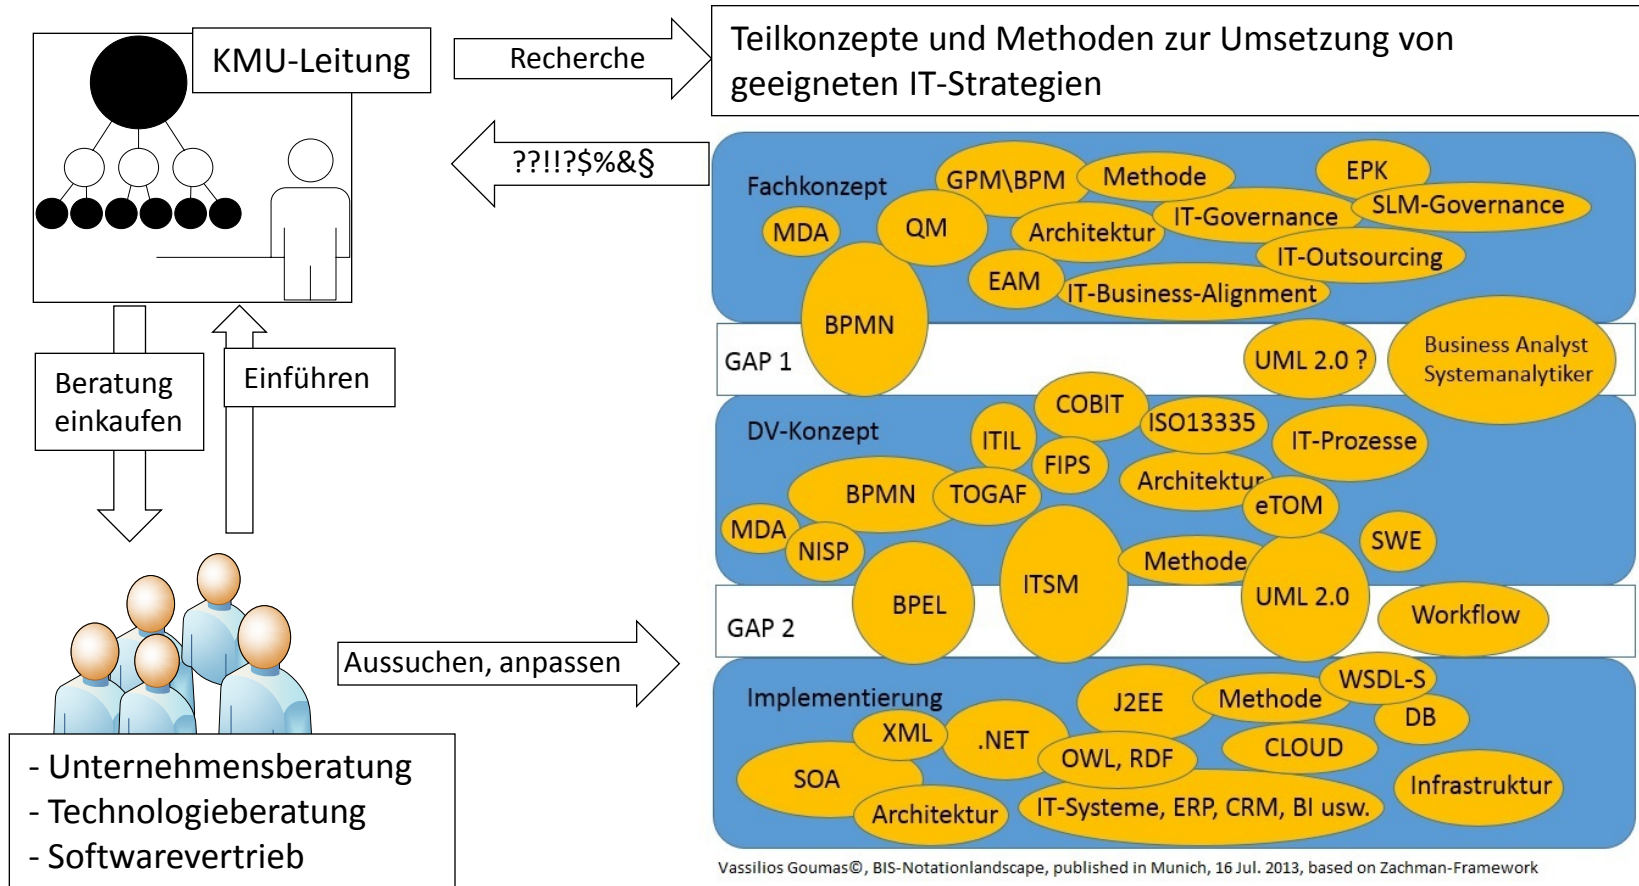 KMU-Leitung
Recherche
Teilkonzepte und Methoden zur Umsetzung von
geeigneten IT-Strategien
??!!?$%&§
Beratung
einkaufen
Einführen
Aussuchen, anpassen
- Unternehmensberatung
- Technologieberatung
- Softwarevertrieb
Fachkonzept
GPM\BPM
Methode
EPK
MDA
QM
Architektur
IT-Governance
SLM-Governance
EAM
IT-Business-Alignment
IT-Outsourcing
BPMN
GAP 1
UML 2.0 ?
Business Analyst
Systemanalytiker
DV-Konzept
COBIT
ITIL
FIPS
ISO13335
IT-Prozesse
BPMN
TOGAF
Architektur
eTOM
MDA
NISP
Methode
SWE
BPEL
ITSM
UML 2.0
GAP 2
Workflow
Implementierung
J2EE
Methode
WSDL-S
DB
XML
.NET
OWL, RDF
CLOUD
SOA
Architektur
IT-Systeme, ERP, CRM, BI usw.
Infrastruktur
Vassilios Goumas©, BIS-Notationlandscape, published in Munich, 16 Jul. 2013, based on Zachman-Framework